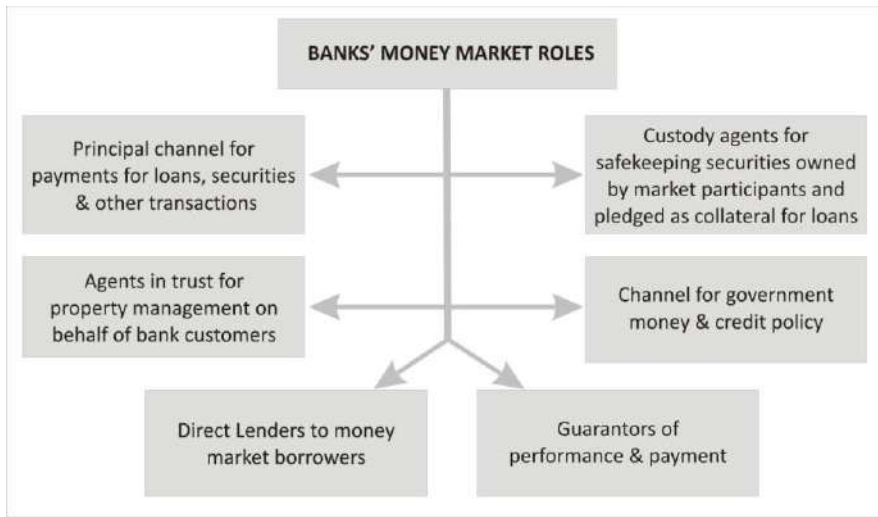 BANKS' MONEY MARKET ROLES
Principal channel for
payments for loans, securities
& other transactions
Custody agents for
safekeeping securities owned
by market participants and
pledged as collateral for loans
Agents in trust for
property management on
behalf of bank customers
Channel for government
money & credit policy
Direct Lenders to money
market borrowers
Guarantors of
performance & payment